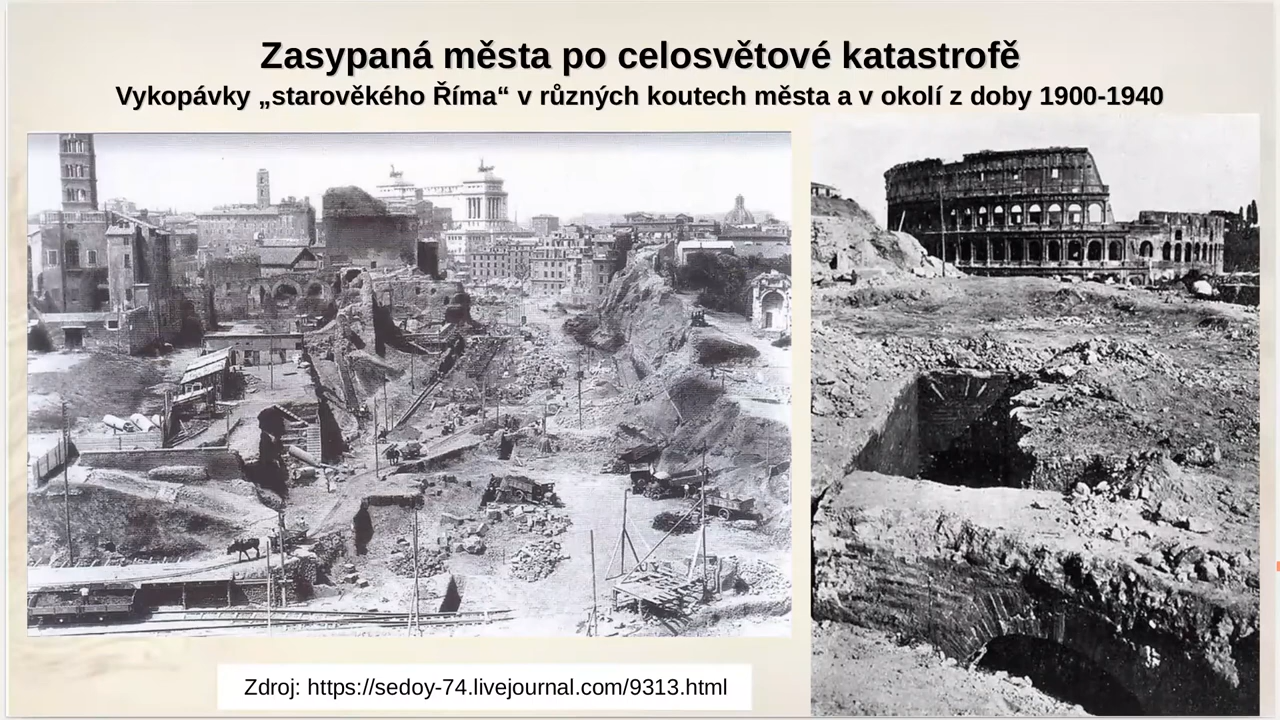 Zasypaná města po celosvětové katastrofě
Vykopávky „starověkého Říma“ v různých koutech města a v okolí z doby 1900-1940
Zdroj: https://sedoy-74.livejournal.com/9313.html